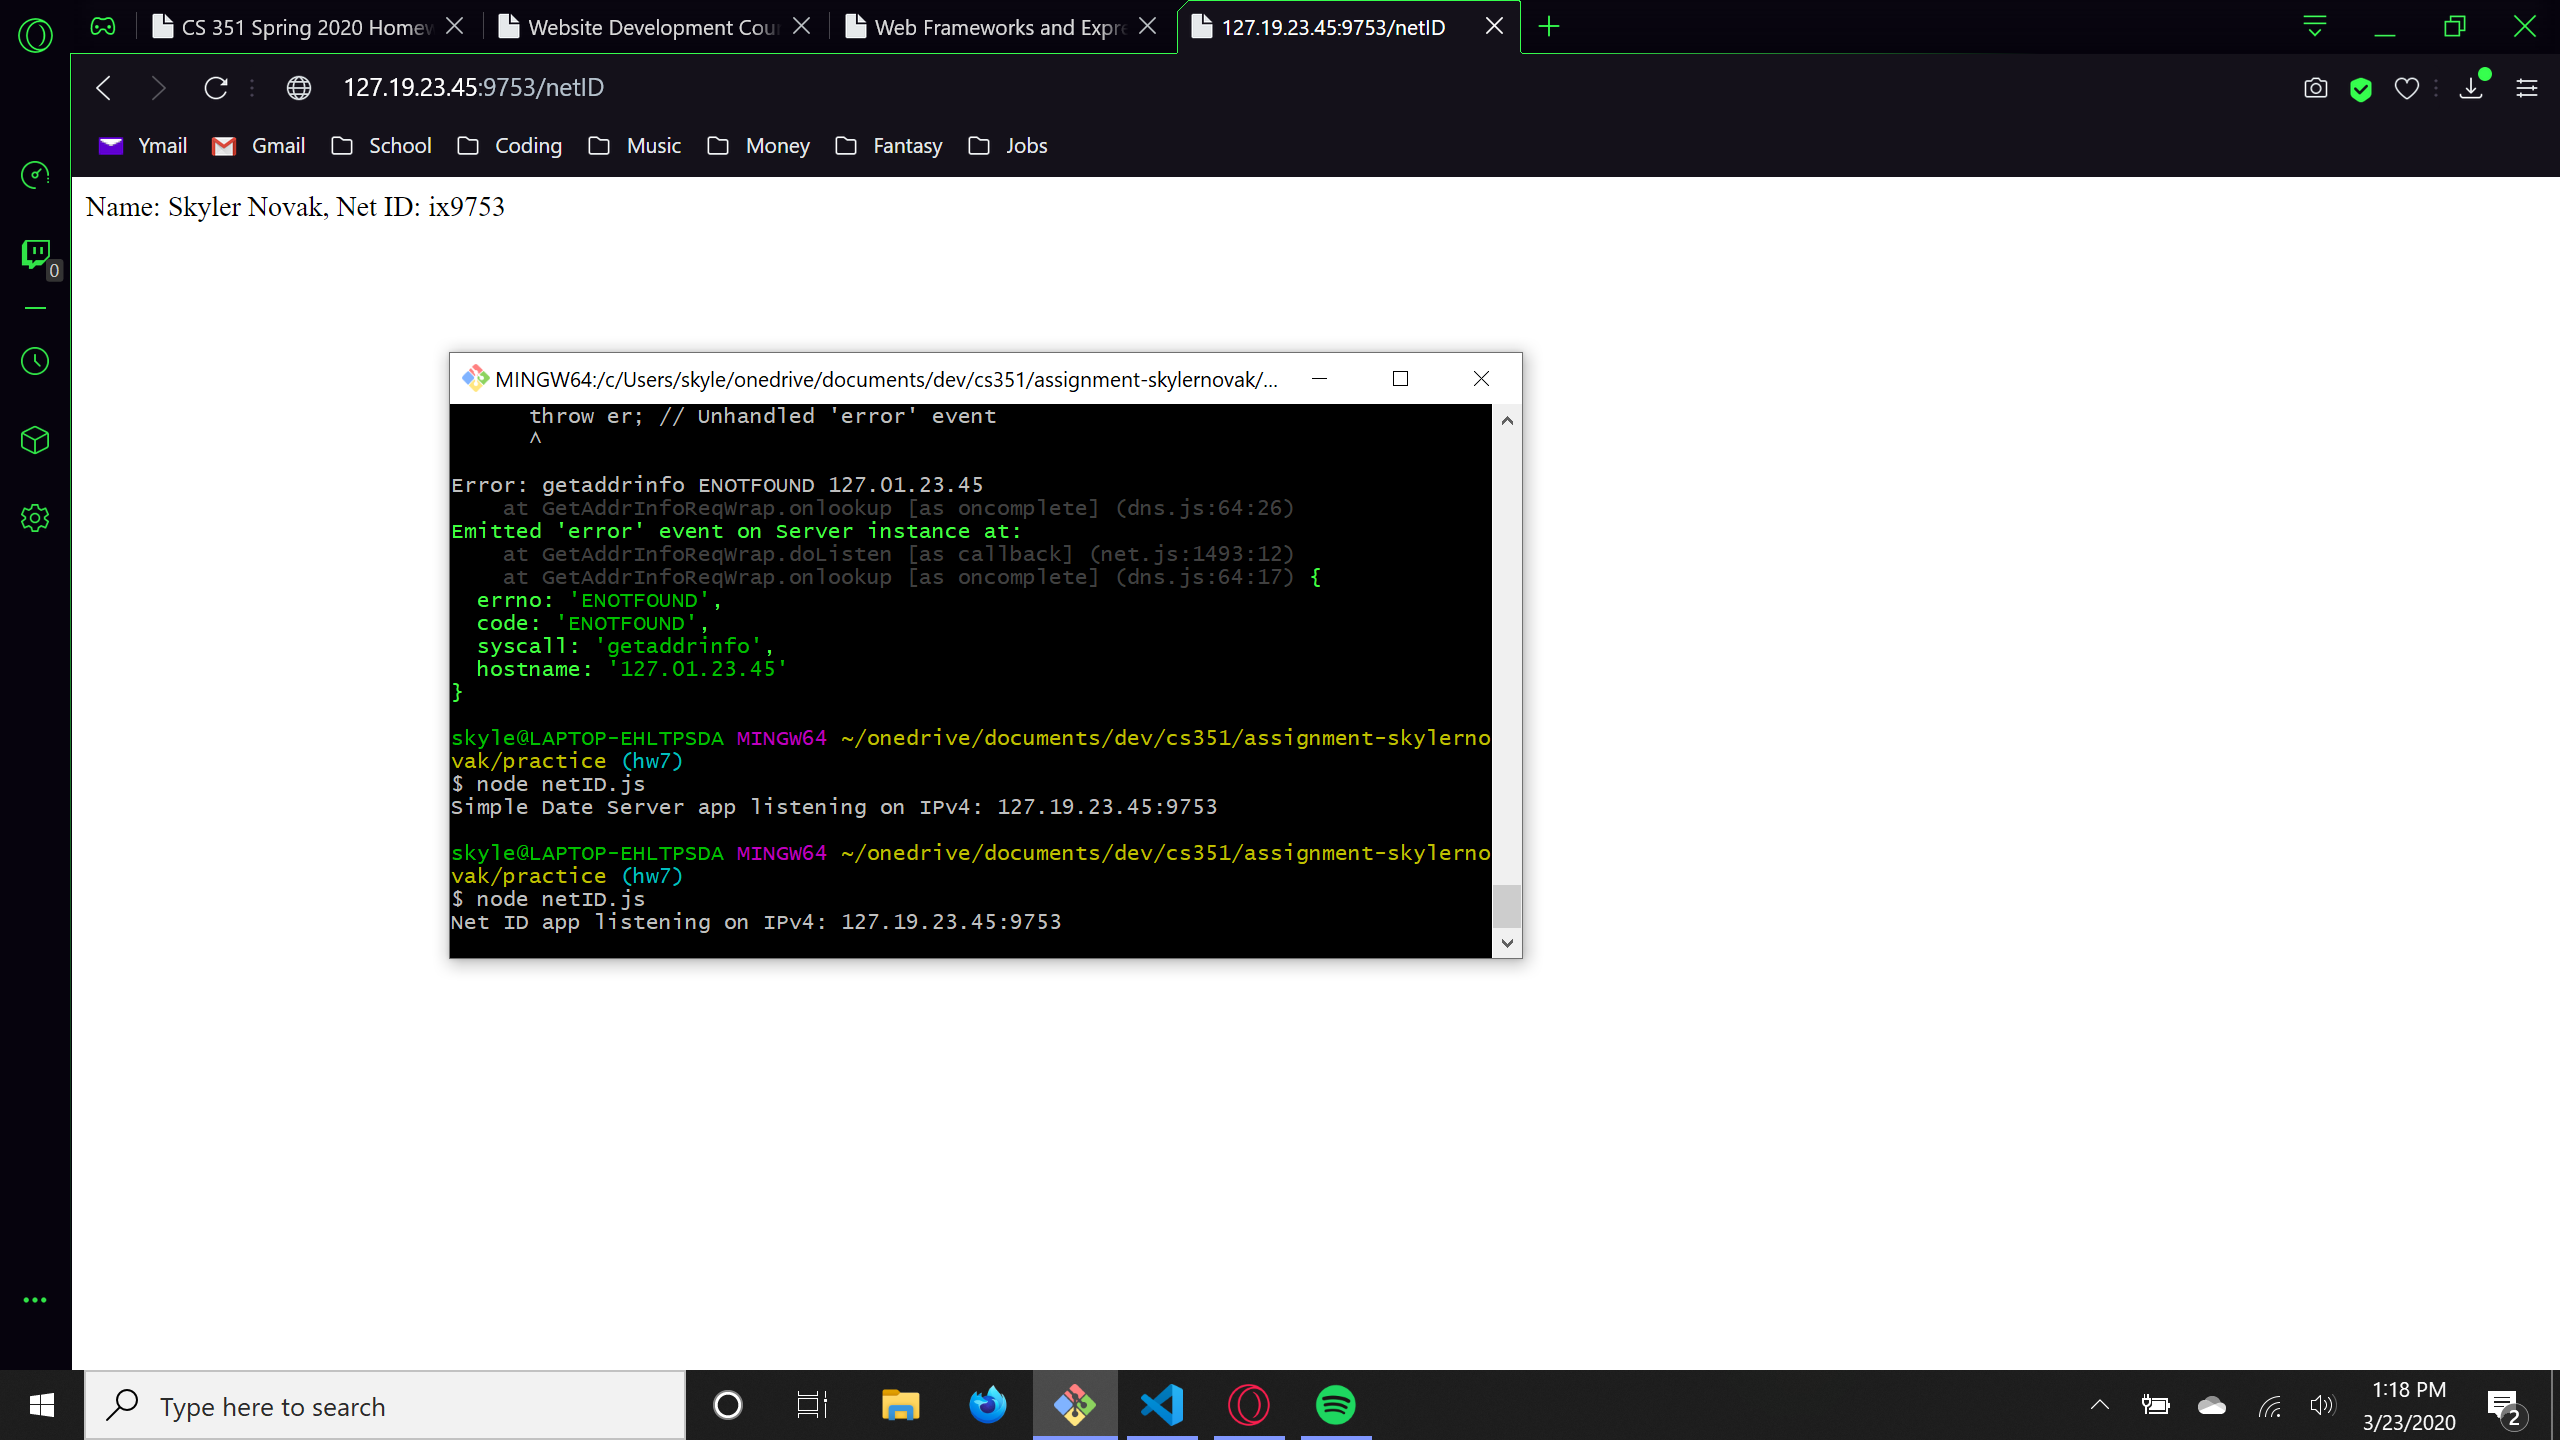 CS 351 Spring 2020 Homew
Website Development Cou
Web Frameworks and Expre
127.19.23.45:9753/netID
127.19.23.45:9753/netID
Ymail
Gmail
School
Coding
Music
Money
Fantasy
Jobs
0
Name: Skyler Novak, Net ID: ix9753
MINGW64:/c/Users/skyle/onedrive/documents/dev/cs351/assignment-skylernovak/...
throw er; // Unhandled 'error' event
^
Error: getaddrinfo ENOTFOUND 127.01.23.45
at GetAddrInfoReqWrap.onlookup [as oncomplete] (dns.js:64:26)
Emitted 'error' event on Server instance at:
at GetAddrInfoReqWrap.doListen [as callback] (net.js:1493:12)
at GetAddrInfoReqWrap.onlookup [as oncomplete] (dns.js:64:17) {
errno: 'ENOTFOUND',
code: 'ENOTFOUND',
syscall: 'getaddrinfo',
hostname: '127.01.23.45'
}
skyle@LAPTOP-EHLTPSDA MINGW64 ~/onedrive/documents/dev/cs351/assignment-skylerno
vak/practice (hw7)
$ node netID.js
Simple Date Server app listening on IPv4: 127.19.23.45:9753
skyle@LAPTOP-EHLTPSDA MINGW64 ~/onedrive/documents/dev/cs351/assignment-skylerno
vak/practice (hw7)
$ node netID.js
Net ID app listening on IPv4: 127.19.23.45:9753
Type here to search
1:18 PM
3/23/2020
2